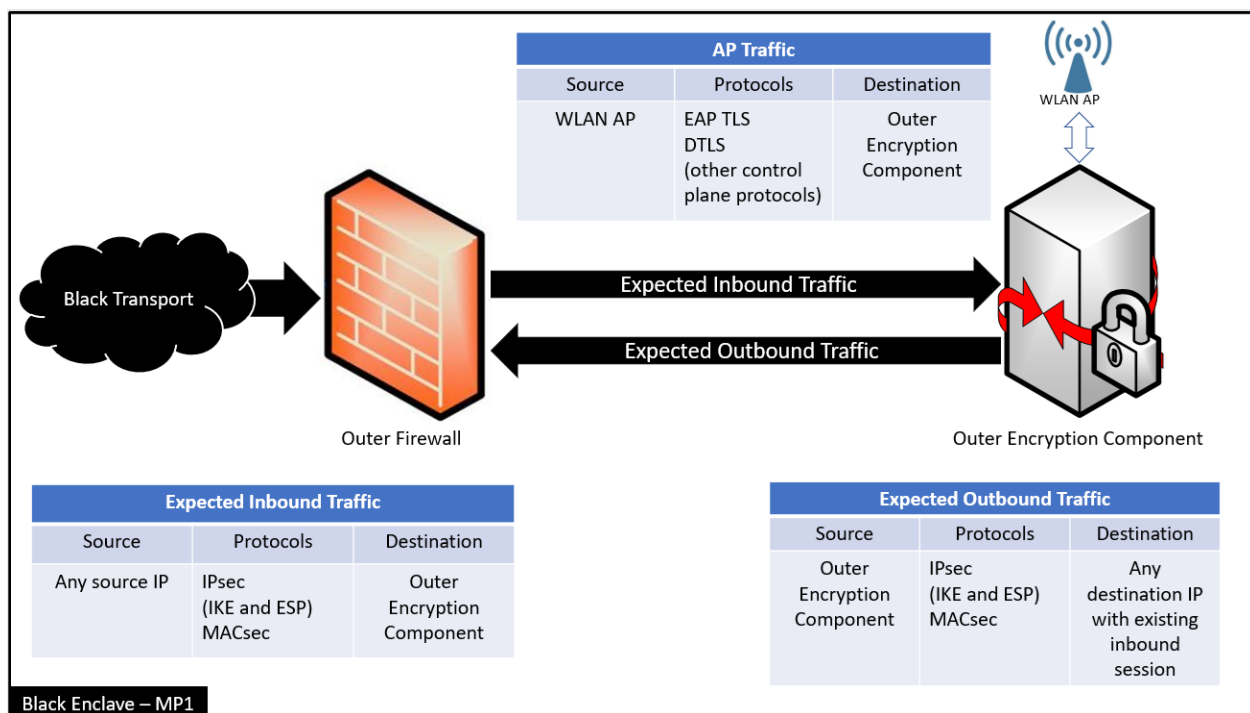 AP Traffic
Source Protocols Destination
WLAN AP EAP TLS Outer
DTLS Encryption
(other control Component
plane protocols)
WLAN AP
Black Transport
Expected Inbound Traffic
Expected Outbound Traffic
Outer Firewall
Outer Encryption Component
Expected Inbound Traffic
Source Protocols Destination
Any source IP IPsec Outer
(IKE and ESP) Encryption
MACsec Component
Expected Outbound Traffic
Source Protocols Destination
Outer IPsec Any
Encryption (IKE and ESP) destination IP
Component MACsec with existing
inbound
session
Black Enclave – MP1